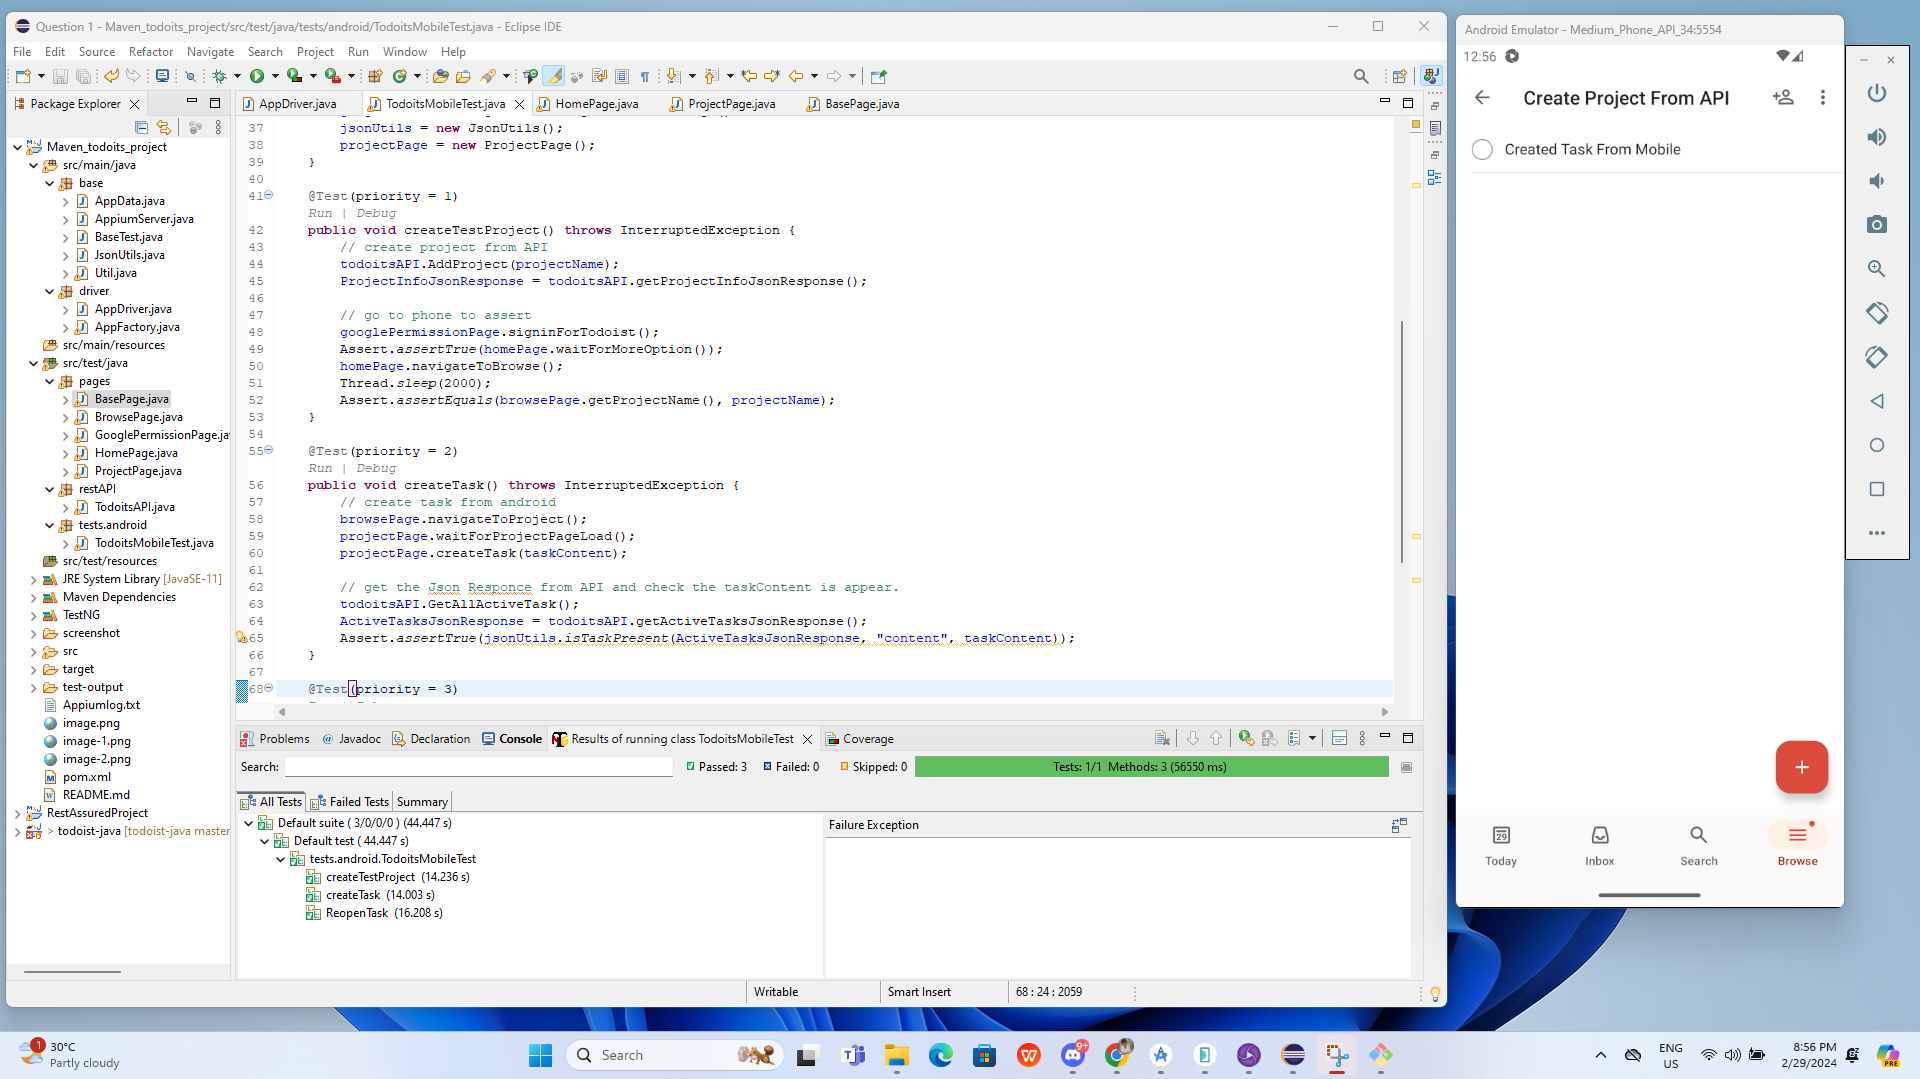 Question 1 - Maven_todoits_project/src/test/java/tests/android/TodoitsMobileTest.java - Eclipse IDE
File Edit Source Refactor Navigate Search Project Run Window Help
Package Explorer
Maven_todoits_project
src/main/java
base
AppData.java
AppiumServer.java
BaseTest.java
JsonUtils.java
Util.java
driver
AppDriver.java
AppFactory.java
src/main/resources
src/test/java
pages
BasePage.java
BrowsePage.java
GooglePermissionPage.ja
HomePage.java
ProjectPage.java
restAPI
TodoitsAPI.java
tests.android
TodoitsMobileTest.java
src/test/resources
JRE System Library [JavaSE-11]
Maven Dependencies
TestNG
screenshot
src
target
test-output
Appiumlog.txt
image.png
image-1.png
image-2.png
pom.xml
README.md
RestAssuredProject
> todoist-java [todoist-java master
AppDriver.java TodoitsMobileTest.java HomePage.java ProjectPage.java BasePage.java
37 jsonUtils = new JsonUtils();
38 projectPage = new ProjectPage();
39 }
40
41 @Test(priority = 1)
Run | Debug
42 public void createTestProject() throws InterruptedException {
43 // create project from API
44 todoitsAPI.AddProject(projectName);
45 ProjectInfoJsonResponse = todoitsAPI.getProjectInfoJsonResponse();
46
47 // go to phone to assert
48 googlePermissionPage.signinForTodoist();
49 Assert.assertTrue(homePage.waitForMoreOption());
50 homePage.navigateToBrowse();
51 Thread.sleep(2000);
52 Assert.assertEquals(browsePage.getProjectName(), projectName);
53 }
54
55 @Test(priority = 2)
Run | Debug
56 public void createTask() throws InterruptedException {
57 // create task from android
58 browsePage.navigateToProject();
59 projectPage.waitForProjectPageLoad();
60 projectPage.createTask(taskContent);
61
62 // get the Json Responce from API and check the taskContent is appear.
63 todoitsAPI.GetAllActiveTask();
64 ActiveTasksJsonResponse = todoitsAPI.getActiveTasksJsonResponse();
65 Assert.assertTrue(jsonUtils.isTaskPresent(ActiveTasksJsonResponse, "content", taskContent));
66 }
67
68 @Test(priority = 3)
Problems Javadoc Declaration Console Results of running class TodoitsMobileTest Coverage
Search: Passed: 3 Failed: 0 Skipped: 0 Tests: 1/1 Methods: 3 (56550 ms)
All Tests Failed Tests Summary
Default suite ( 3/0/0/0 ) (44.447 s)
Default test ( 44.447 s)
tests.android.TodoitsMobileTest
createTestProject (14.236 s)
createTask (14.003 s)
ReopenTask (16.208 s)
Failure Exception
Writable Smart Insert 68 : 24 : 2059
Android Emulator - Medium_Phone_API_34:5554
12:56
Create Project From API
Created Task From Mobile
+
29
Today Inbox Search Browse
1
30°C
Partly cloudy
Search
9+
ENG
US
8:56 PM
2/29/2024
PRE